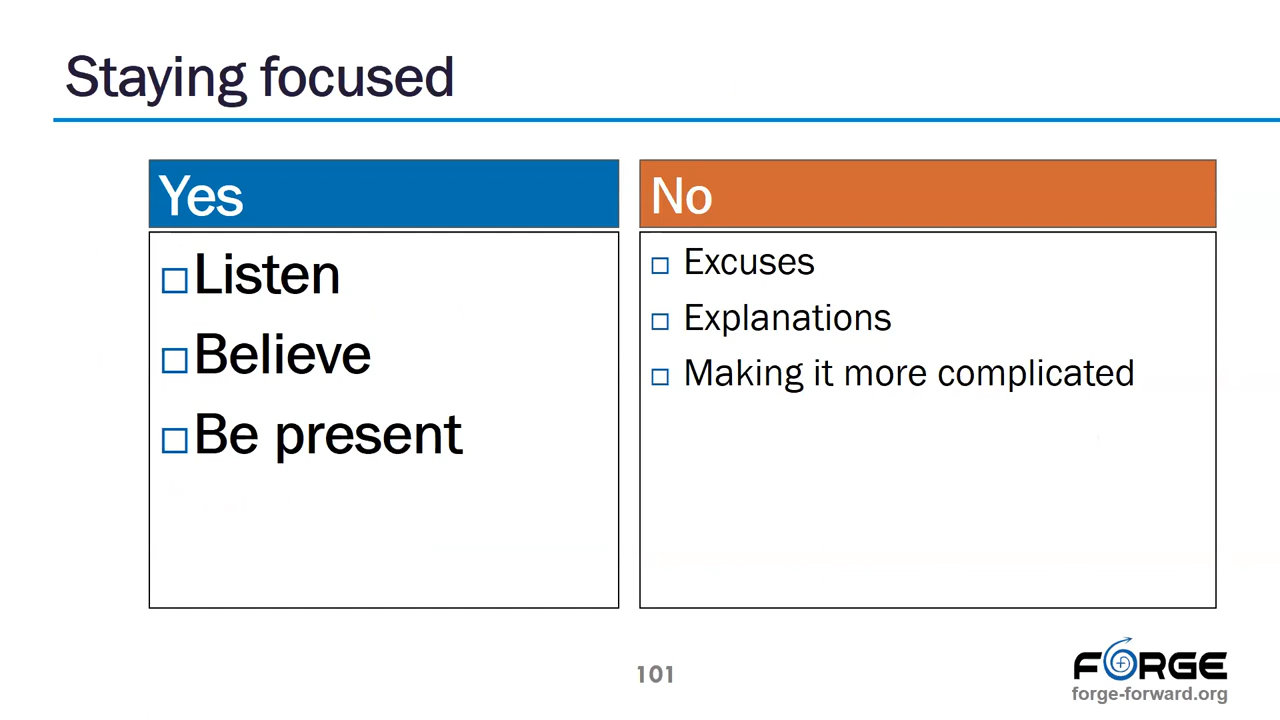 Staying focused
Yes
Listen
Believe
Be present
No
Excuses
Explanations
Making it more complicated
101
FORGE
forge-forward.org